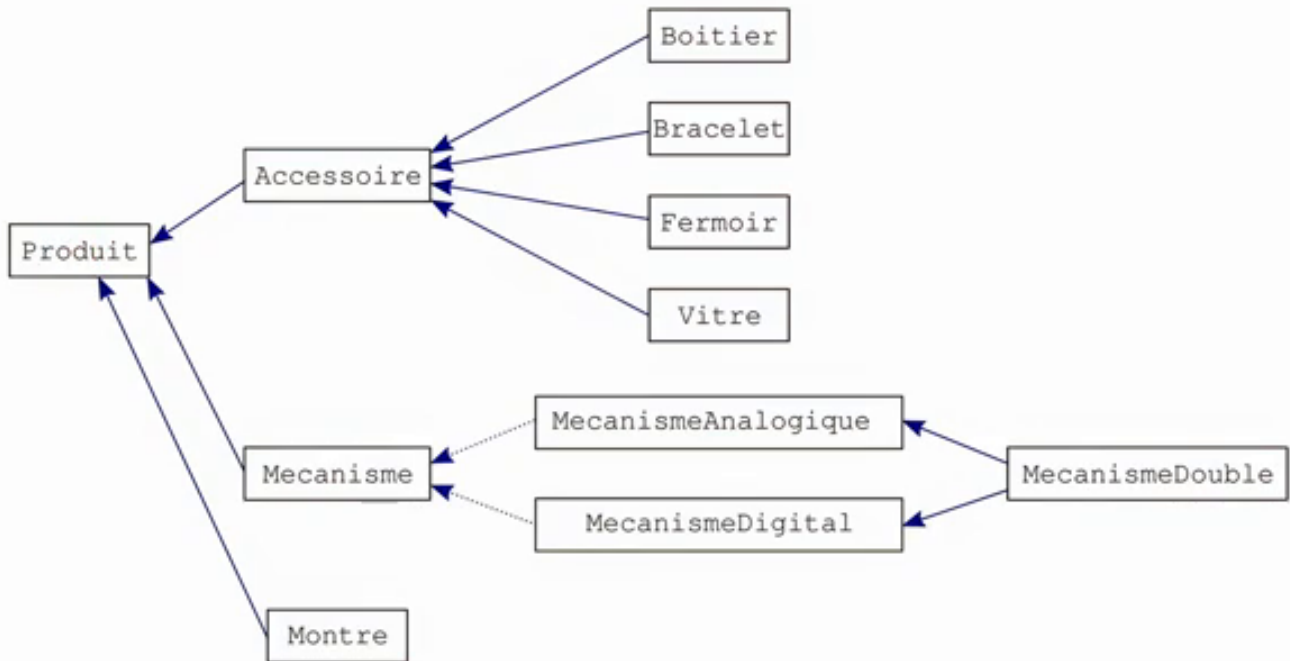 Boitier
Bracelet
Accessoire
Fermoir
Produit
Vitre
MecanismeAnalogique
Mecanisme
MecanismeDouble
MecanismeDigital
Montre